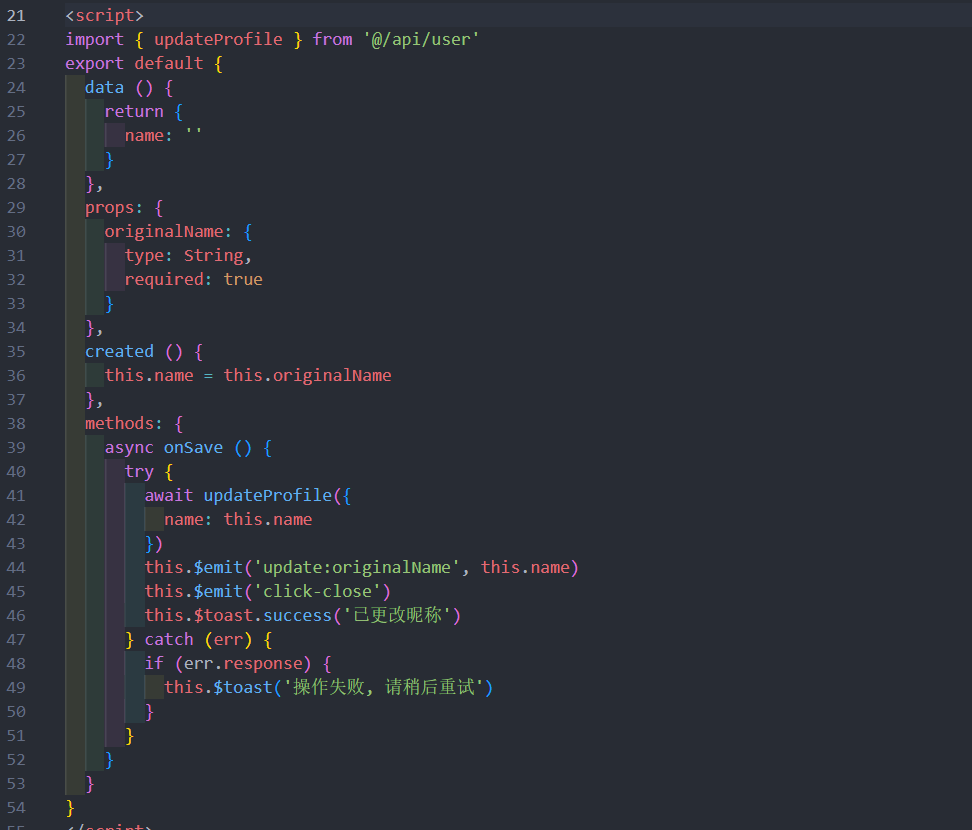 21 <script>
22 import { updateProfile } from '@/api/user'
23 export default {
24   data () {
25     return {
26       name: ''
27     }
28   },
29   props: {
30     originalName: {
31       type: String,
32       required: true
33     }
34   },
35   created () {
36     this.name = this.originalName
37   },
38   methods: {
39     async onSave () {
40       try {
41         await updateProfile({
42           name: this.name
43         })
44         this.$emit('update:originalName', this.name)
45         this.$emit('click-close')
46         this.$toast.success('已更改昵称')
47       } catch (err) {
48         if (err.response) {
49           this.$toast('操作失败, 请稍后重试')
50         }
51       }
52     }
53   }
54 }
55 </script>